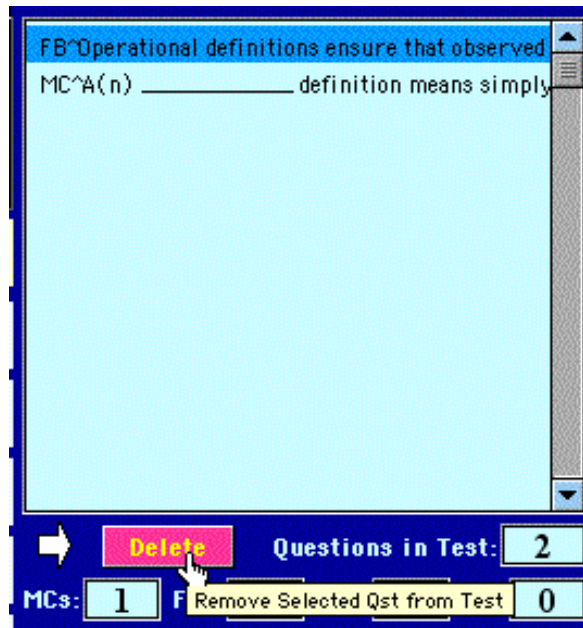 FB^Operational definitions ensure that observed
MC^A(n) ____________ definition means simply
Delete Questions in Test: 2
MCs: 1 F Remove Selected Qst from Test 0